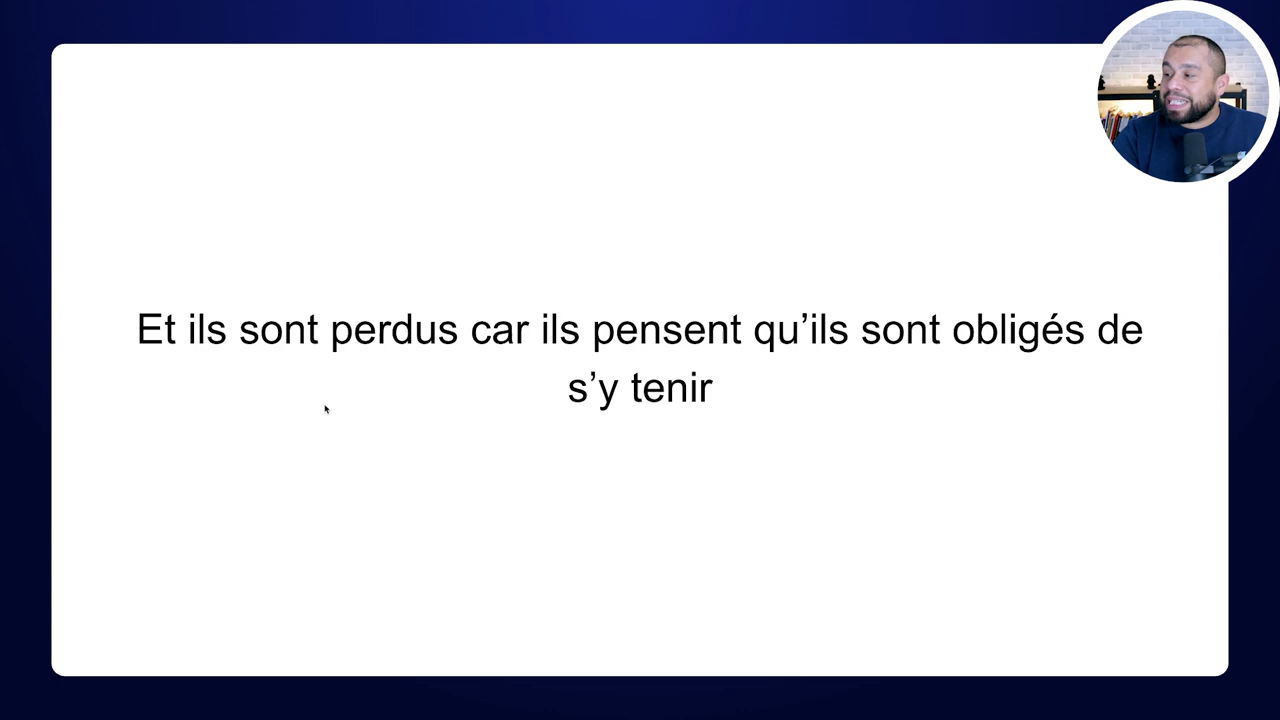 Et ils sont perdus car ils pensent qu’ils sont obligés de
s’y tenir